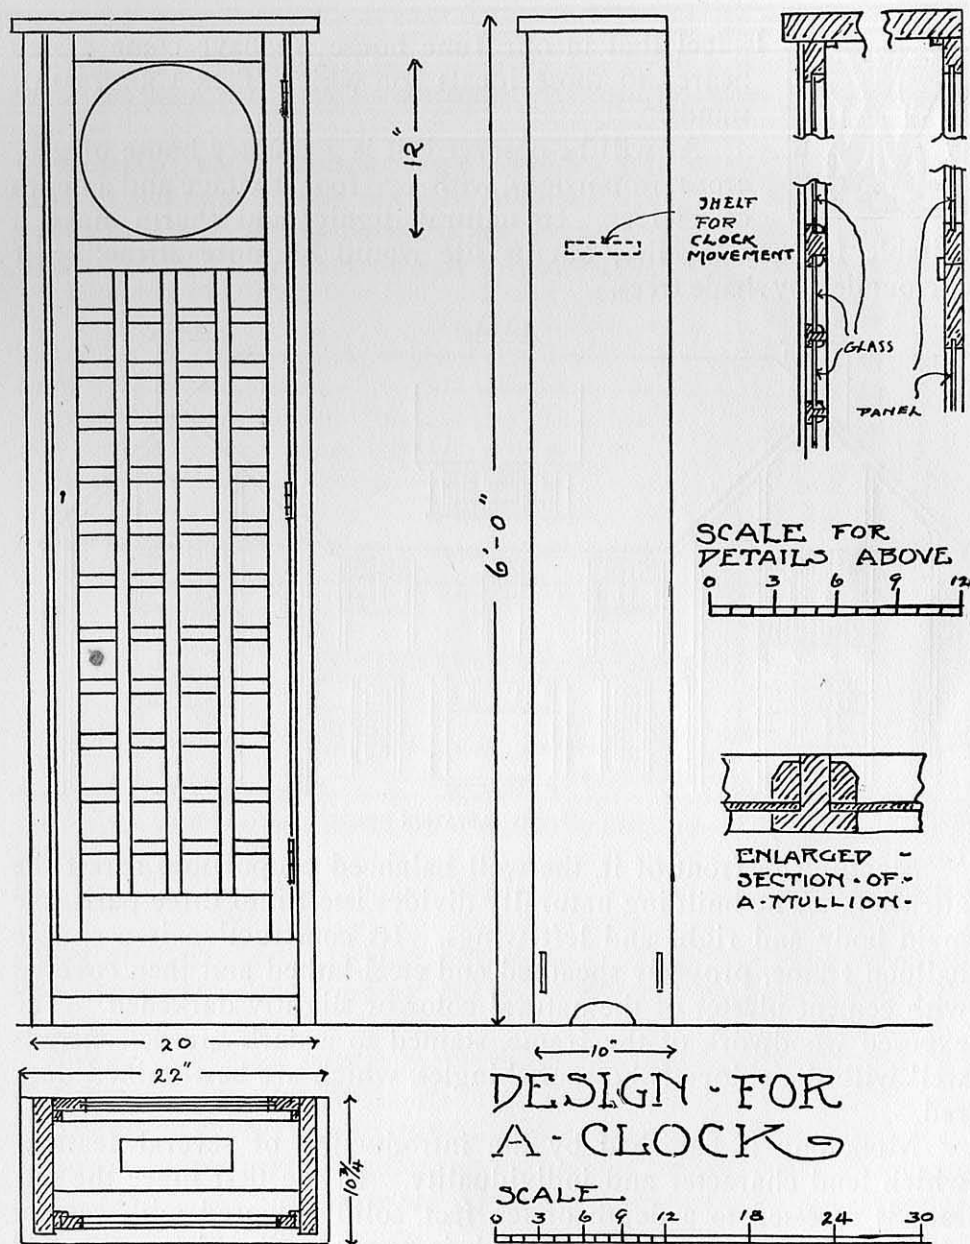 12"
SHELF
FOR
CLOCK
MOVEMENT
GLASS
PANEL
6'-0"
SCALE FOR
DETAILS ABOVE
0 3 6 9 12
ENLARGED -
SECTION·OF·-
A·MULLION-
20
22"
10"
10¾
DESIGN·FOR
A·CLOCK
SCALE
0 3 6 9 12 18 24 30